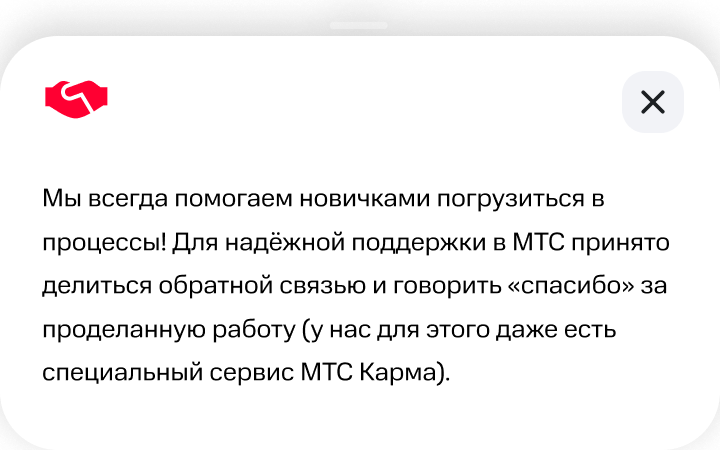 Мы всегда помогаем новичками погрузиться в
процессы! Для надёжной поддержки в МТС принято
делиться обратной связью и говорить «спасибо» за
проделанную работу (у нас для этого даже есть
специальный сервис МТС Карма).